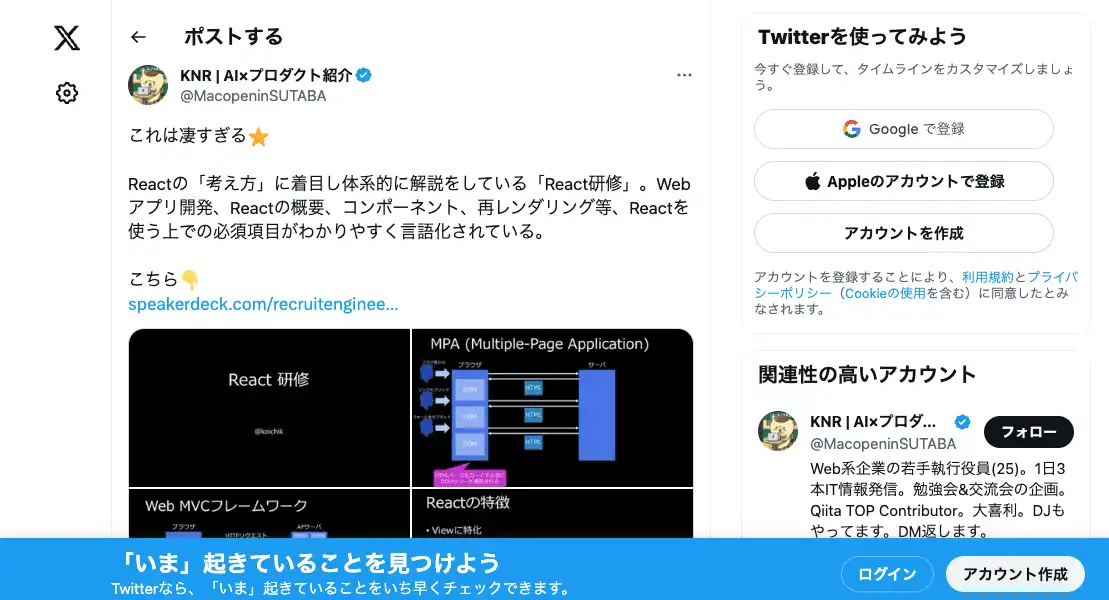 ポストする
KNR | AI×プロダクト紹介
@MacopeninSUTABA
これは凄すぎる⭐
Reactの「考え方」に着目し体系的に解説をしている「React研修」。Web
アプリ開発、Reactの概要、コンポーネント、再レンダリング等、Reactを
使う上での必須項目がわかりやすく言語化されている。
こちら👇
speakerdeck.com/recruitenginee…
React 研修
@koichik
MPA (Multiple-Page Application)
ブラウザ
サーバ
DOM
HTML
DOM
HTML
DOM
HTML
Web MVCフレームワーク
ブラウザ
HTTPリクエスト
APサーバ
Reactの特徴
• Viewに特化
Twitterを使ってみよう
今すぐ登録して、タイムラインをカスタマイズしましょ
う。
Google で登録
Appleのアカウントで登録
アカウントを作成
アカウントを登録することにより、利用規約とプライバ
シーポリシー（Cookieの使用を含む）に同意したとみ
なされます。
関連性の高いアカウント
KNR | AI×プロダ...
@MacopeninSUTABA
フォロー
Web系企業の若手執行役員(25)。1日3
本IT情報発信。勉強会&交流会の企画。
Qiita TOP Contributor。大喜利。DJも
やってます。DM返します。
「いま」起きていることを見つけよう
Twitterなら、「いま」起きていることをいち早くチェックできます。
ログイン
アカウント作成